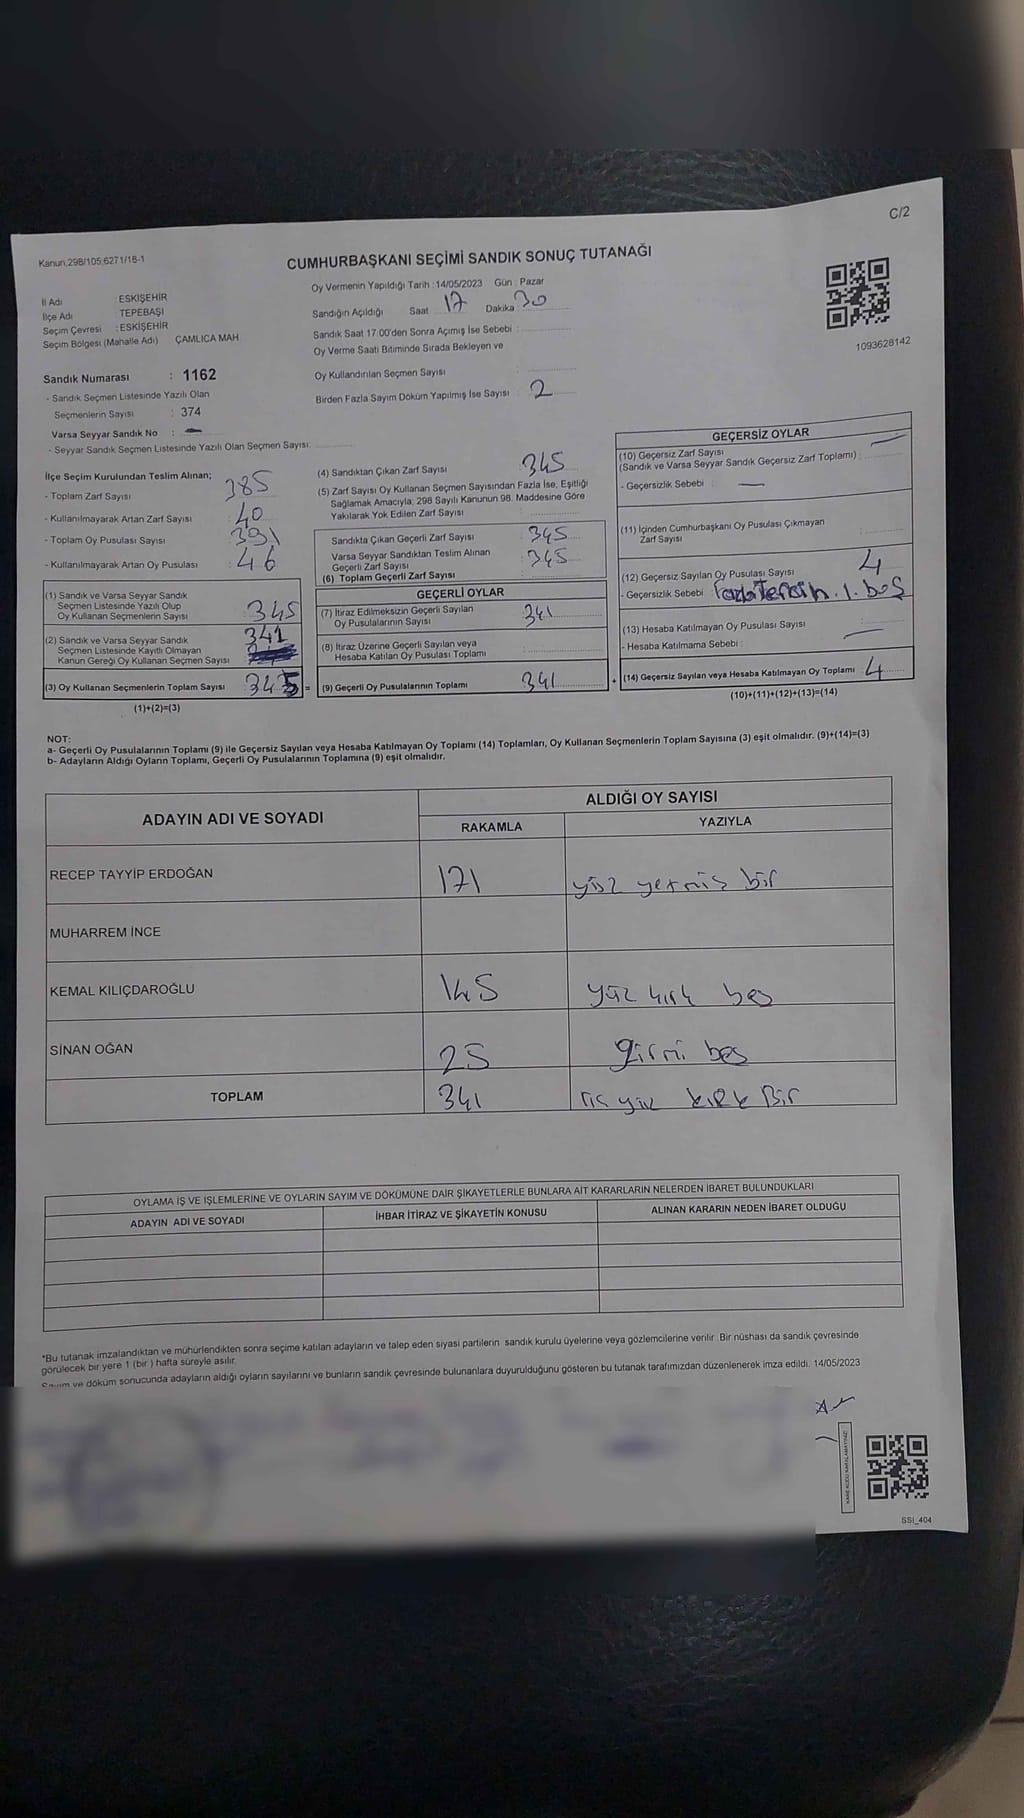 C/2
Kanun.298/105;6271/18-1
CUMHURBAŞKANI SEÇİMİ SANDIK SONUÇ TUTANAĞI
İl Adı : ESKİŞEHİR
İlçe Adı TEPEBAŞI
Seçim Çevresi : ESKİŞEHİR
Seçim Bölgesi (Mahalle Adı) ÇAMLICA MAH
Oy Vermenin Yapıldığı Tarih :14/05/2023 Gün : Pazar
Sandığın Açıldığı Saat 17 Dakika 30
Sandık Saat 17:00'den Sonra Açımış İse Sebebi :
Oy Verme Saati Bitiminde Sırada Bekleyen ve
Oy Kullandırılan Seçmen Sayısı :
Birden Fazla Sayım Döküm Yapılmış İse Sayısı : 2
1093628142
Sandık Numarası : 1162
- Sandık Seçmen Listesinde Yazılı Olan
Seçmenlerin Sayısı : 374
Varsa Seyyar Sandık No :
- Seyyar Sandık Seçmen Listesinde Yazılı Olan Seçmen Sayısı.
İlçe Seçim Kurulundan Teslim Alınan;
- Toplam Zarf Sayısı : 385
- Kullanılmayarak Artan Zarf Sayısı : 40
- Toplam Oy Pusulası Sayısı : 391
- Kullanılmayarak Artan Oy Pusulası : 46
(1) Sandık ve Varsa Seyyar Sandık
Seçmen Listesinde Yazılı Olup
Oy Kullanan Seçmenlerin Sayısı : 345
(2) Sandık ve Varsa Seyyar Sandık
Seçmen Listesinde Kayıtlı Olmayan
Kanun Gereği Oy Kullanan Seçmen Sayısı 341
(3) Oy Kullanan Seçmenlerin Toplam Sayısı : 345 =
(1)+(2)=(3)
(4) Sandıktan Çıkan Zarf Sayısı : 345
(5) Zarf Sayısı Oy Kullanan Seçmen Sayısından Fazla İse, Eşitliği
Sağlamak Amacıyla; 298 Sayılı Kanunun 98. Maddesine Göre
Yakılarak Yok Edilen Zarf Sayısı :
Sandıkta Çıkan Geçerli Zarf Sayısı : 345
Varsa Seyyar Sandıktan Teslim Alınan
Geçerli Zarf Sayısı : 345
(6) Toplam Geçerli Zarf Sayısı :
GEÇERLİ OYLAR
(7) İtiraz Edilmeksizin Geçerli Sayılan
Oy Pusulalarının Sayısı : 341
(8) İtiraz Üzerine Geçerli Sayılan veya
Hesaba Katılan Oy Pusulası Toplamı :
(9) Geçerli Oy Pusulalarının Toplamı : 341 +
GEÇERSİZ OYLAR
(10) Geçersiz Zarf Sayısı
(Sandık ve Varsa Seyyar Sandık Geçersiz Zarf Toplamı) :
- Geçersizlik Sebebi : —
(11) İçinden Cumhurbaşkanı Oy Pusulası Çıkmayan
Zarf Sayısı :
(12) Geçersiz Sayılan Oy Pusulası Sayısı : 4
- Geçersizlik Sebebi : 1. boş
(13) Hesaba Katılmayan Oy Pusulası Sayısı :
- Hesaba Katılmama Sebebi :
(14) Geçersiz Sayılan veya Hesaba Katılmayan Oy Toplamı : 4
(10)+(11)+(12)+(13)=(14)
NOT:
a- Geçerli Oy Pusulalarının Toplamı (9) ile Geçersiz Sayılan veya Hesaba Katılmayan Oy Toplamı (14) Toplamları, Oy Kullanan Seçmenlerin Toplam Sayısına (3) eşit olmalıdır. (9)+(14)=(3)
b- Adayların Aldığı Oyların Toplamı, Geçerli Oy Pusulalarının Toplamına (9) eşit olmalıdır.
ADAYIN ADI VE SOYADI
ALDIĞI OY SAYISI
RAKAMLA YAZIYLA
RECEP TAYYİP ERDOĞAN 171 yüz yetmiş bir
MUHARREM İNCE
KEMAL KILIÇDAROĞLU 145 yüz kırk beş
SİNAN OĞAN 25 yirmi beş
TOPLAM 341 üç yüz kırk Bir
OYLAMA İŞ VE İŞLEMLERİNE VE OYLARIN SAYIM VE DÖKÜMÜNE DAİR ŞİKAYETLERLE BUNLARA AİT KARARLARIN NELERDEN İBARET BULUNDUKLARI
ADAYIN ADI VE SOYADI İHBAR İTİRAZ VE ŞİKAYETİN KONUSU ALINAN KARARIN NEDEN İBARET OLDUĞU
*Bu tutanak imzalandıktan ve mühürlendikten sonra seçime katılan adayların ve talep eden siyasi partilerin sandık kurulu üyelerine veya gözlemcilerine verilir. Bir nüshası da sandık çevresinde
görülecek bir yere 1 (bir ) hafta süreyle asılır.
Sayım ve döküm sonucunda adayların aldığı oyların sayılarını ve bunların sandık çevresinde bulunanlara duyurulduğunu gösteren bu tutanak tarafımızdan düzenlenerek imza edildi. 14/05/2023
KARE KODU KARALAMAYINIZ!
SSI_404